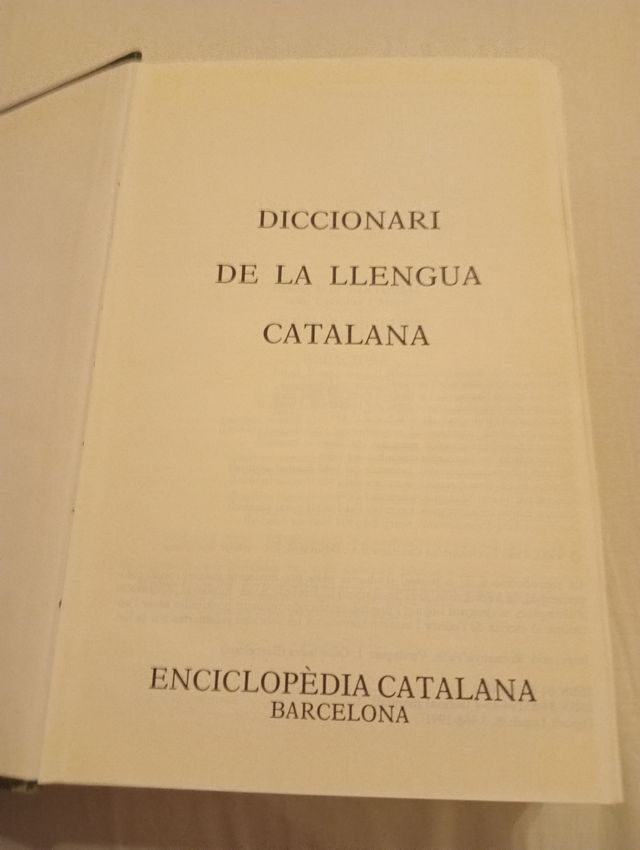 DICCIONARI
DE LA LLENGUA
CATALANA
ENCICLOPÈDIA CATALANA
BARCELONA